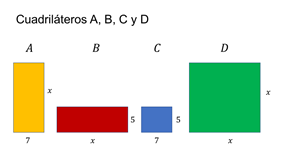 Cuadriláteros A, B, C y D
A B C D
x x
5 5
7 x 7 x